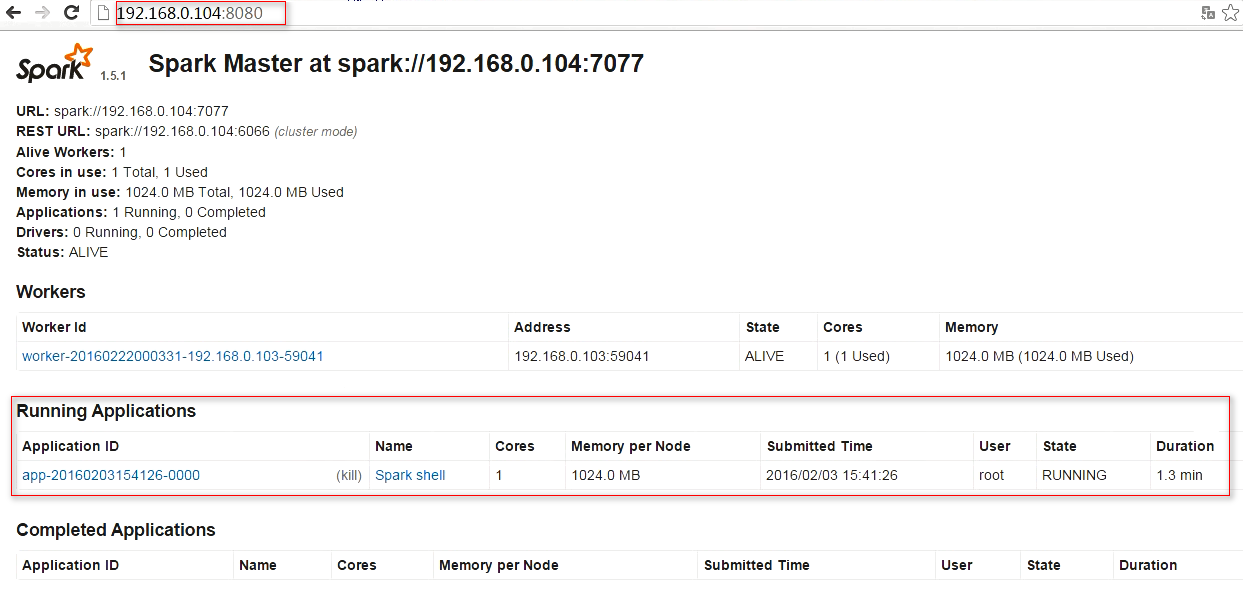 192.168.0.104:8080
Spark 1.5.1 Spark Master at spark://192.168.0.104:7077
URL: spark://192.168.0.104:7077
REST URL: spark://192.168.0.104:6066 (cluster mode)
Alive Workers: 1
Cores in use: 1 Total, 1 Used
Memory in use: 1024.0 MB Total, 1024.0 MB Used
Applications: 1 Running, 0 Completed
Drivers: 0 Running, 0 Completed
Status: ALIVE
Workers
Worker Id Address State Cores Memory
worker-20160222000331-192.168.0.103-59041 192.168.0.103:59041 ALIVE 1 (1 Used) 1024.0 MB (1024.0 MB Used)
Running Applications
Application ID Name Cores Memory per Node Submitted Time User State Duration
app-20160203154126-0000 (kill) Spark shell 1 1024.0 MB 2016/02/03 15:41:26 root RUNNING 1.3 min
Completed Applications
Application ID Name Cores Memory per Node Submitted Time User State Duration